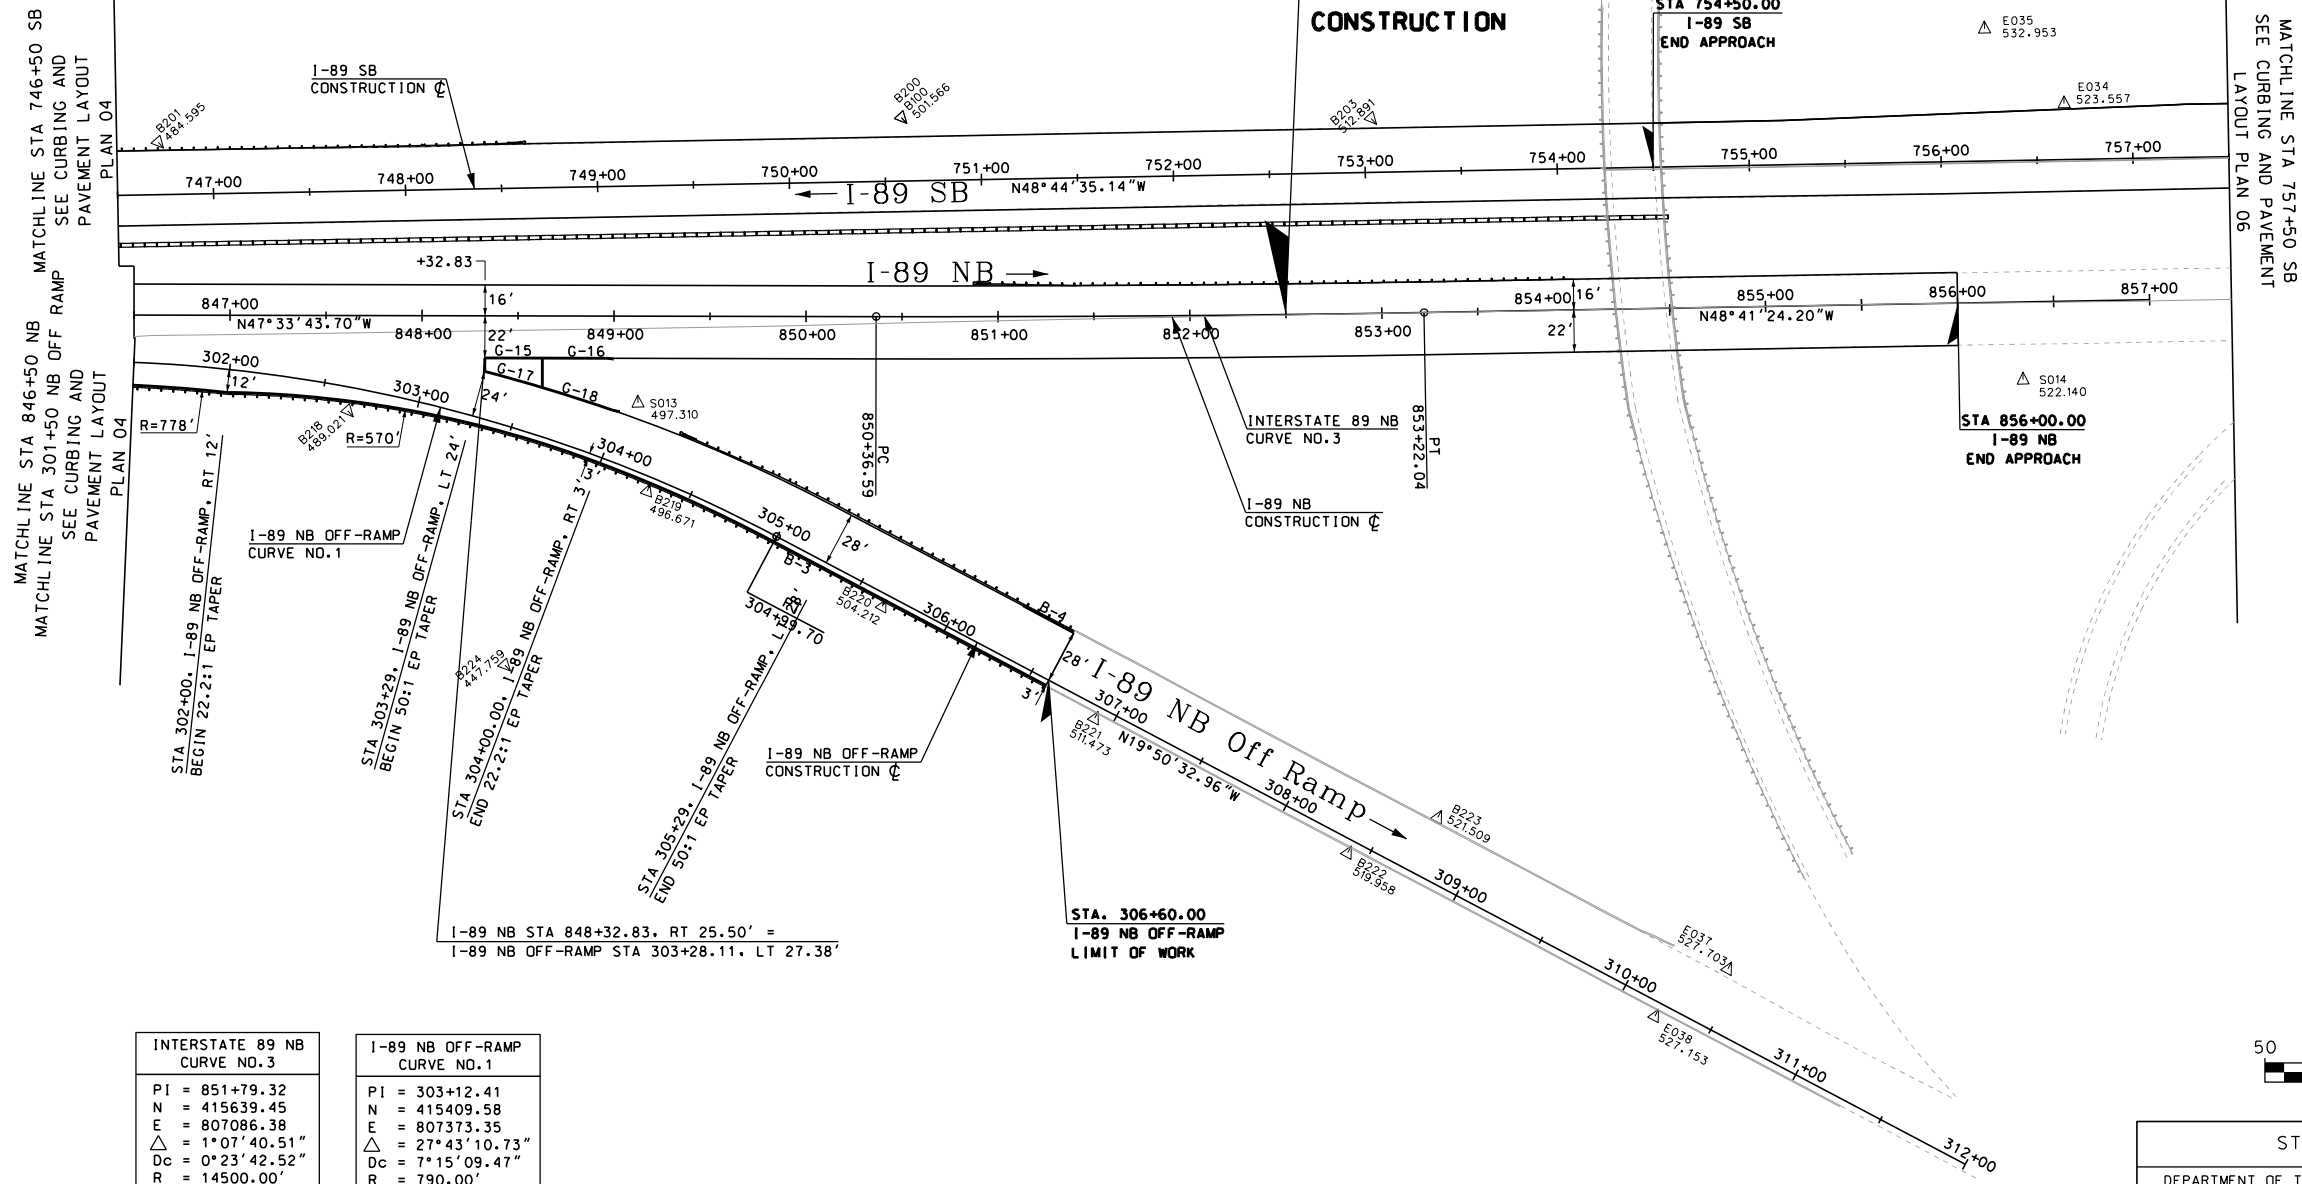 MATCHLINE STA 746+50 SB
SEE CURBING AND
PAVEMENT LAYOUT
PLAN 04
MATCHLINE STA 846+50 NB
MATCHLINE STA 301+50 NB OFF RAMP
SEE CURBING AND
PAVEMENT LAYOUT
PLAN 04
CONSTRUCTION
STA 754+50.00
I-89 SB
END APPROACH
E035
532.953
E034
523.557
MATCHLINE STA 757+50 SB
SEE CURBING AND PAVEMENT
LAYOUT PLAN 06
I-89 SB
CONSTRUCTION ℄
B201
484.595
B200
B100
501.566
B203
512.891
747+00
748+00
749+00
750+00
751+00
752+00
753+00
754+00
755+00
756+00
757+00
I-89 SB
N48°44'35.14"W
+32.83
I-89 NB
16'
22'
16'
22'
847+00
848+00
849+00
850+00
851+00
852+00
853+00
854+00
855+00
856+00
857+00
N47°33'43.70"W
N48°41'24.20"W
G-15
G-16
G-17
G-18
302+00
12'
303+00
24'
S013
497.310
850+36.59
PC
853+22.04
PT
INTERSTATE 89 NB
CURVE NO.3
I-89 NB
CONSTRUCTION ℄
S014
522.140
STA 856+00.00
I-89 NB
END APPROACH
R=778'
B218
489.021
R=570'
304+00
3'
B219
496.671
I-89 NB OFF-RAMP
CURVE NO.1
305+00
28'
B-3
304+99.70
B220
504.212
306+00
B-4
28'
3'
STA 302+00, I-89 NB OFF-RAMP, RT 12'
BEGIN 22.2:1 EP TAPER
STA 303+29, I-89 NB OFF-RAMP, LT 24'
BEGIN 50:1 EP TAPER
B224
447.759
STA 304+00.00, I-89 NB OFF-RAMP, RT 3'
END 22.2:1 EP TAPER
STA 305+29, I-89 NB OFF-RAMP, LT 28'
END 50:1 EP TAPER
I-89 NB OFF-RAMP
CONSTRUCTION ℄
I-89 NB Off Ramp
307+00
B221
511.473
N19°50'32.96"W
308+00
B223
521.509
B222
519.958
309+00
E037
527.703
310+00
E038
527.153
311+00
312+00
I-89 NB STA 848+32.83, RT 25.50' =
I-89 NB OFF-RAMP STA 303+28.11, LT 27.38'
STA. 306+60.00
I-89 NB OFF-RAMP
LIMIT OF WORK
INTERSTATE 89 NB
CURVE NO.3
PI = 851+79.32
N = 415639.45
E = 807086.38
△ = 1°07'40.51"
Dc = 0°23'42.52"
R = 14500.00'
I-89 NB OFF-RAMP
CURVE NO.1
PI = 303+12.41
N = 415409.58
E = 807373.35
△ = 27°43'10.73"
Dc = 7°15'09.47"
R = 790.00'
50
ST
DEPARTMENT OF T